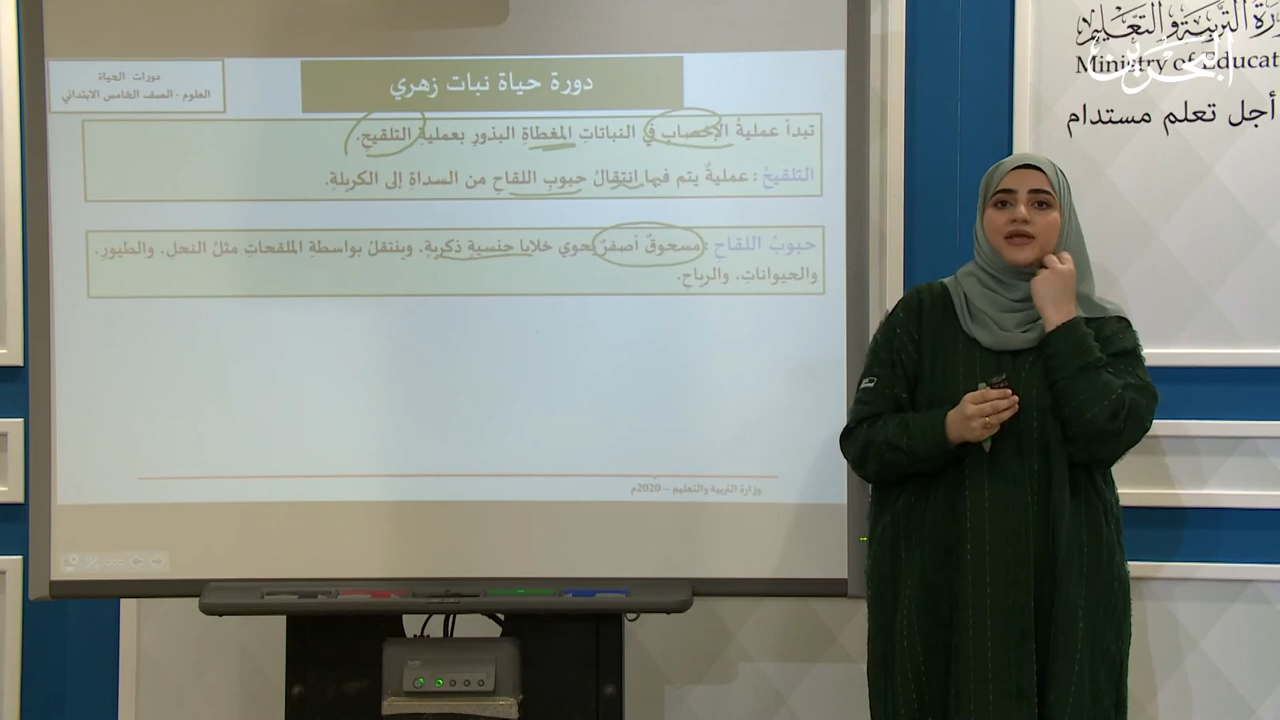 دورة حياة نبات زهري
دورات الحياة
العلوم - الصف الخامس الابتدائي
تبدأ عمليةُ الإخصابِ في النباتاتِ المغطاةِ البذورِ بعمليةِ التلقيحِ.
التلقيحُ : عمليةٌ يتم فيها انتقالُ حبوبِ اللقاحِ من السداةِ إلى الكربلةِ.
حبوبُ اللقاحِ : مسحوقٌ أصفرُ يحوي خلايا جنسيةٍ ذكريةٍ، وينتقلُ بواسطةِ الملقحاتِ مثلُ النحلِ، والطيورِ،
والحيواناتِ، والرياحِ.
وزارة التربية والتعليم – 2020م
التربية والتعليم
Ministry of Educat
أجل تعلم مستدام
البحرين